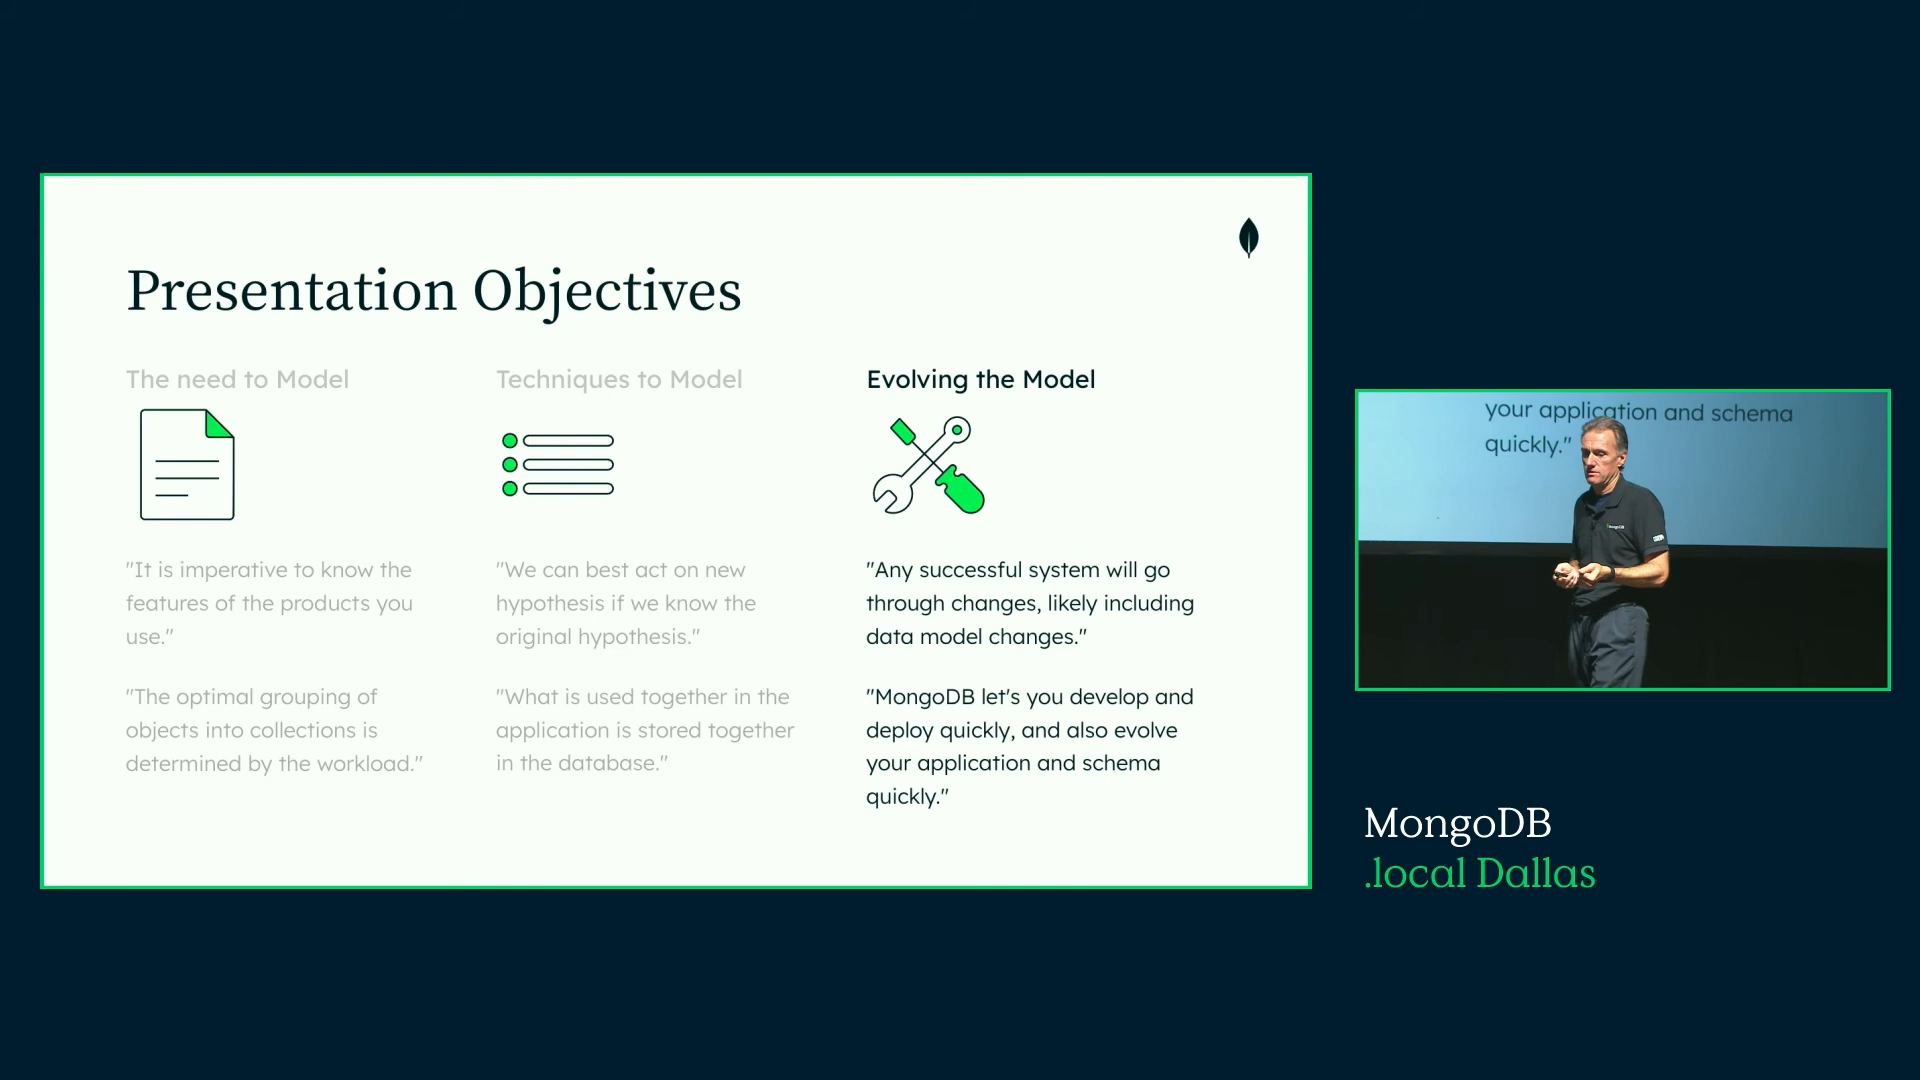 Presentation Objectives
The need to Model
"It is imperative to know the
features of the products you
use."
"The optimal grouping of
objects into collections is
determined by the workload."
Techniques to Model
"We can best act on new
hypothesis if we know the
original hypothesis."
"What is used together in the
application is stored together
in the database."
Evolving the Model
"Any successful system will go
through changes, likely including
data model changes."
"MongoDB let's you develop and
deploy quickly, and also evolve
your application and schema
quickly."
your application and schema
quickly."
mongoDB
MongoDB
.local Dallas